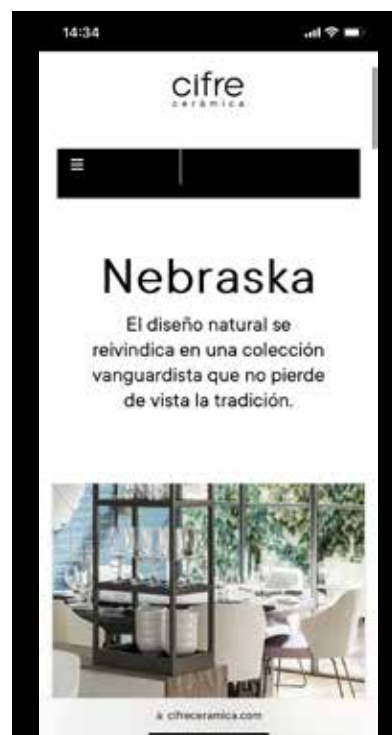 14:34
cifre
cerámica
Nebraska
El diseño natural se
reivindica en una colección
vanguardista que no pierde
de vista la tradición.
cifreceramica.com